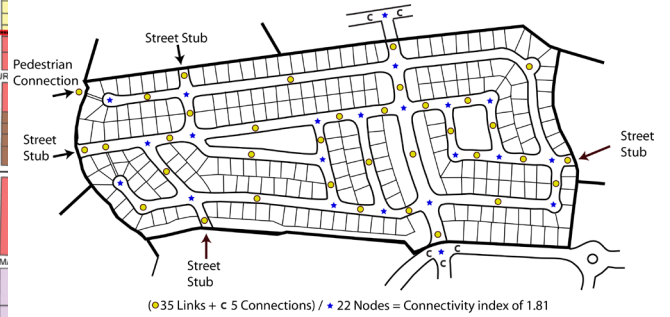 Street Stub
Pedestrian
Connection
Street
Stub
Street
Stub
Street
Stub
C
C
C
C
C
(35 Links + C 5 Connections) / ★ 22 Nodes = Connectivity index of 1.81